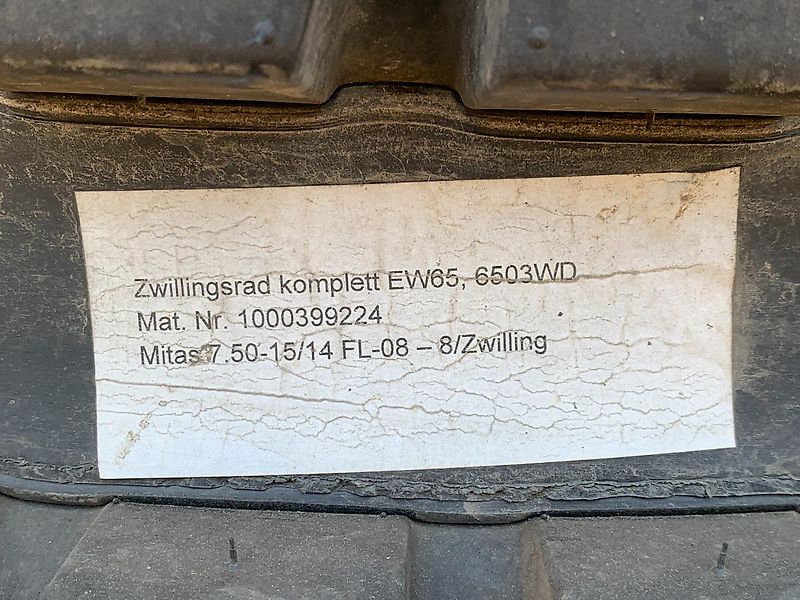 Zwillingsrad komplett EW65, 6503WD
Mat. Nr. 1000399224
Mitas 7.50-15/14 FL-08 – 8/Zwilling